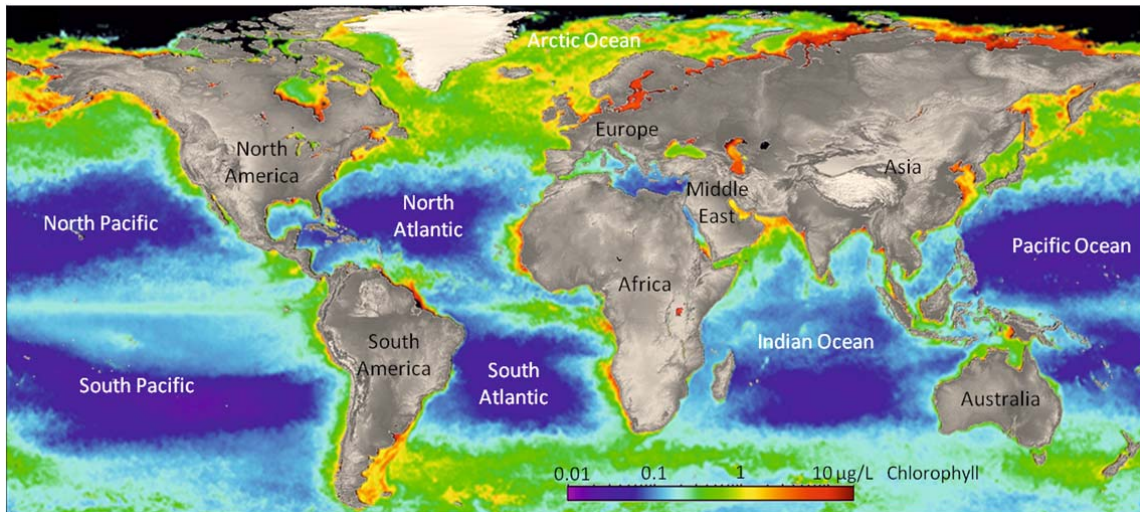 Arctic Ocean
Europe
North
America
Asia
Middle
East
North Pacific
North
Atlantic
Pacific Ocean
Africa
Indian Ocean
South
America
South Pacific
South
Atlantic
Australia
0.01 0.1 1 10 µg/L Chlorophyll